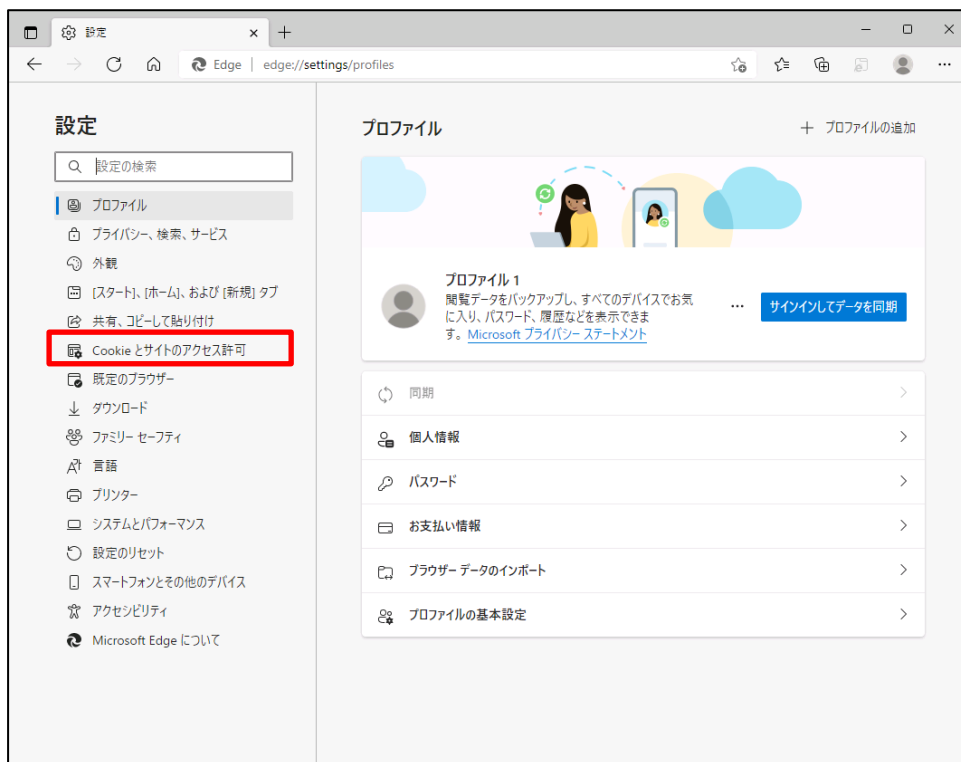 設定
Edge | edge://settings/profiles
設定
設定の検索
プロファイル
プライバシー、検索、サービス
外観
[スタート]、[ホーム]、および [新規] タブ
共有、コピーして貼り付け
Cookie とサイトのアクセス許可
既定のブラウザー
ダウンロード
ファミリー セーフティ
言語
プリンター
システムとパフォーマンス
設定のリセット
スマートフォンとその他のデバイス
アクセシビリティ
Microsoft Edge について
プロファイル
プロファイルの追加
プロファイル 1
閲覧データをバックアップし、すべてのデバイスでお気
に入り、パスワード、履歴などを表示できま
す。Microsoft プライバシー ステートメント
サインインしてデータを同期
同期
個人情報
パスワード
お支払い情報
ブラウザー データのインポート
プロファイルの基本設定